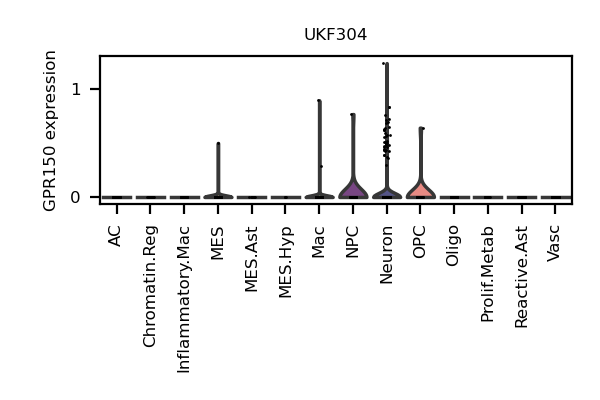 UKF304
GPR150 expression
1
0
AC
Chromatin.Reg
Inflammatory.Mac
MES
MES.Ast
MES.Hyp
Mac
NPC
Neuron
OPC
Oligo
Prolif.Metab
Reactive.Ast
Vasc